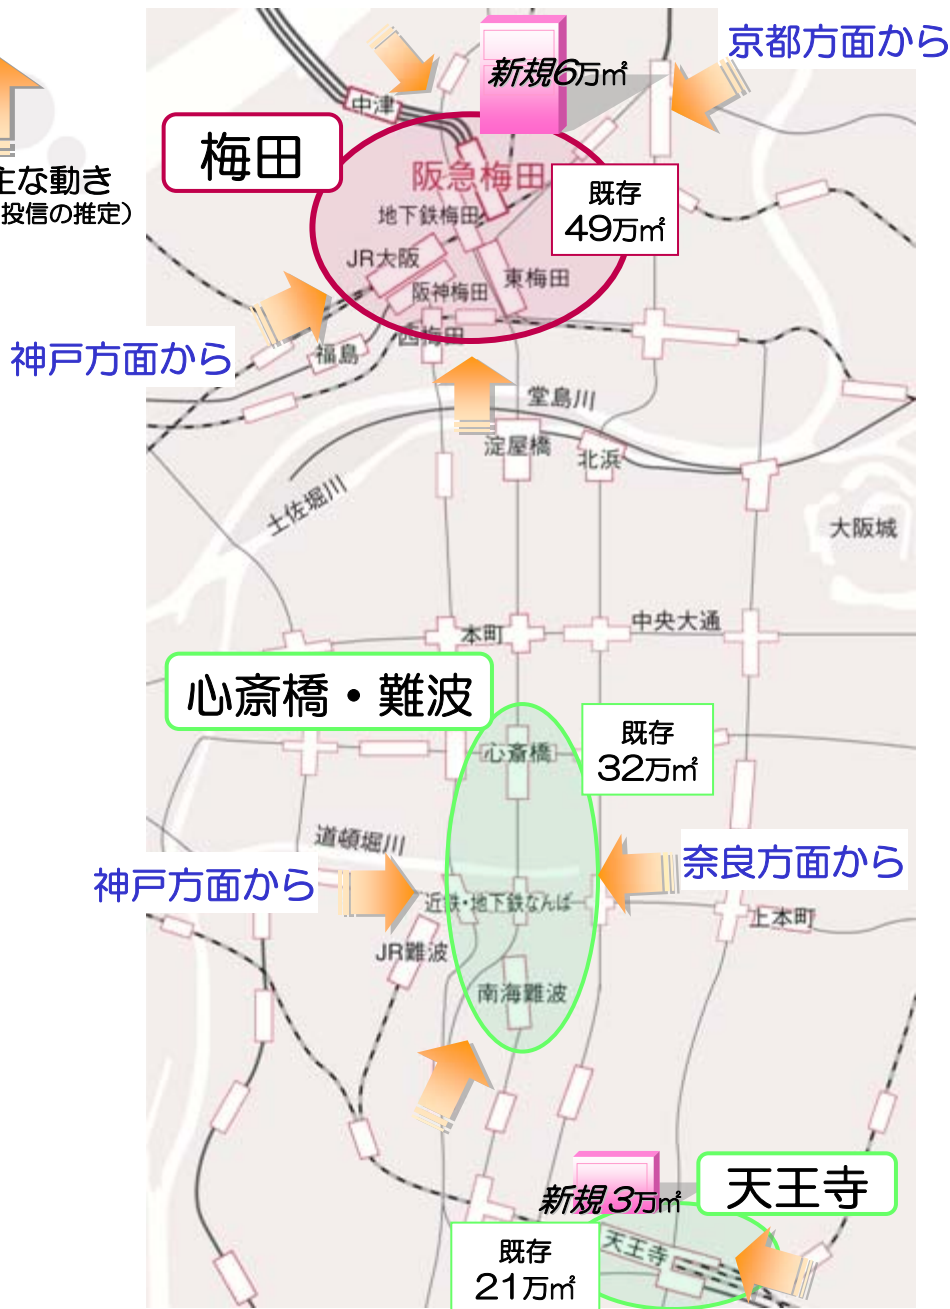 京都方面から
新規6万㎡
中津
梅田
阪急梅田
既存
49万㎡
主な動き
投信の推定）
地下鉄梅田
JR大阪
東梅田
阪神梅田
西梅田
神戸方面から
福島
堂島川
淀屋橋
北浜
土佐堀川
大阪城
中央大通
本町
心斎橋・難波
既存
32万㎡
心斎橋
道頓堀川
奈良方面から
神戸方面から
近鉄・地下鉄なんば
上本町
JR難波
南海難波
新規3万㎡
天王寺
既存
21万㎡
天王寺